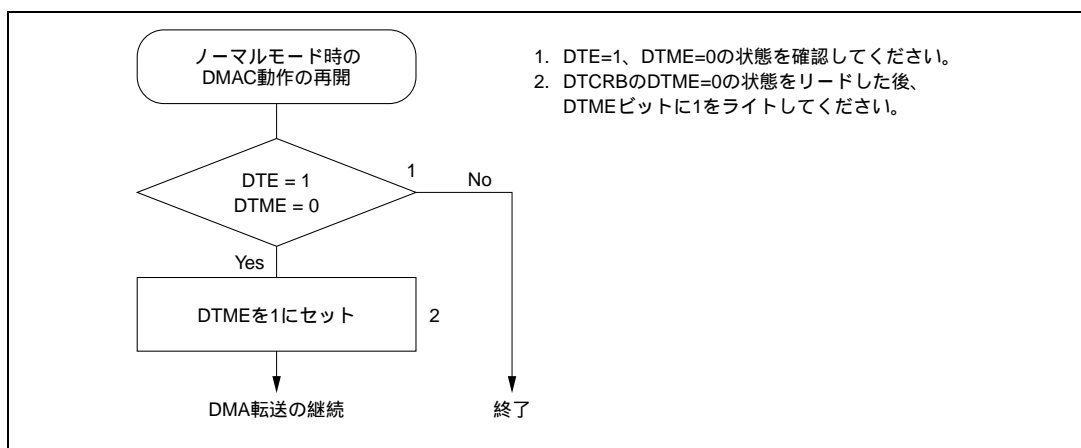 ノーマルモード時の
DMAC動作の再開
1. DTE=1、DTME=0の状態を確認してください。
2. DTCRBのDTME=0の状態をリードした後、
DTMEビットに1をライトしてください。
DTE = 1
DTME = 0
1
No
Yes
DTMEを1にセット
2
DMA転送の継続
終了